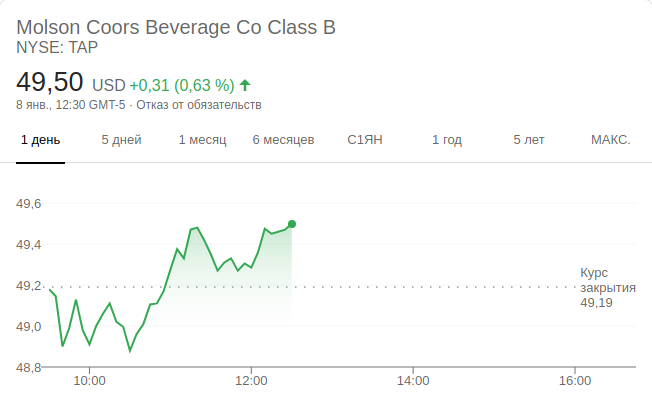 Molson Coors Beverage Co Class B
NYSE: TAP
49,50 USD +0,31 (0,63 %)
8 янв., 12:30 GMT-5 · Отказ от обязательств
1 день 5 дней 1 месяц 6 месяцев С1ЯН 1 год 5 лет МАКС.
49,6
49,4
Курс
49,2 закрытия
49,19
49,0
48,8
10:00 12:00 14:00 16:00